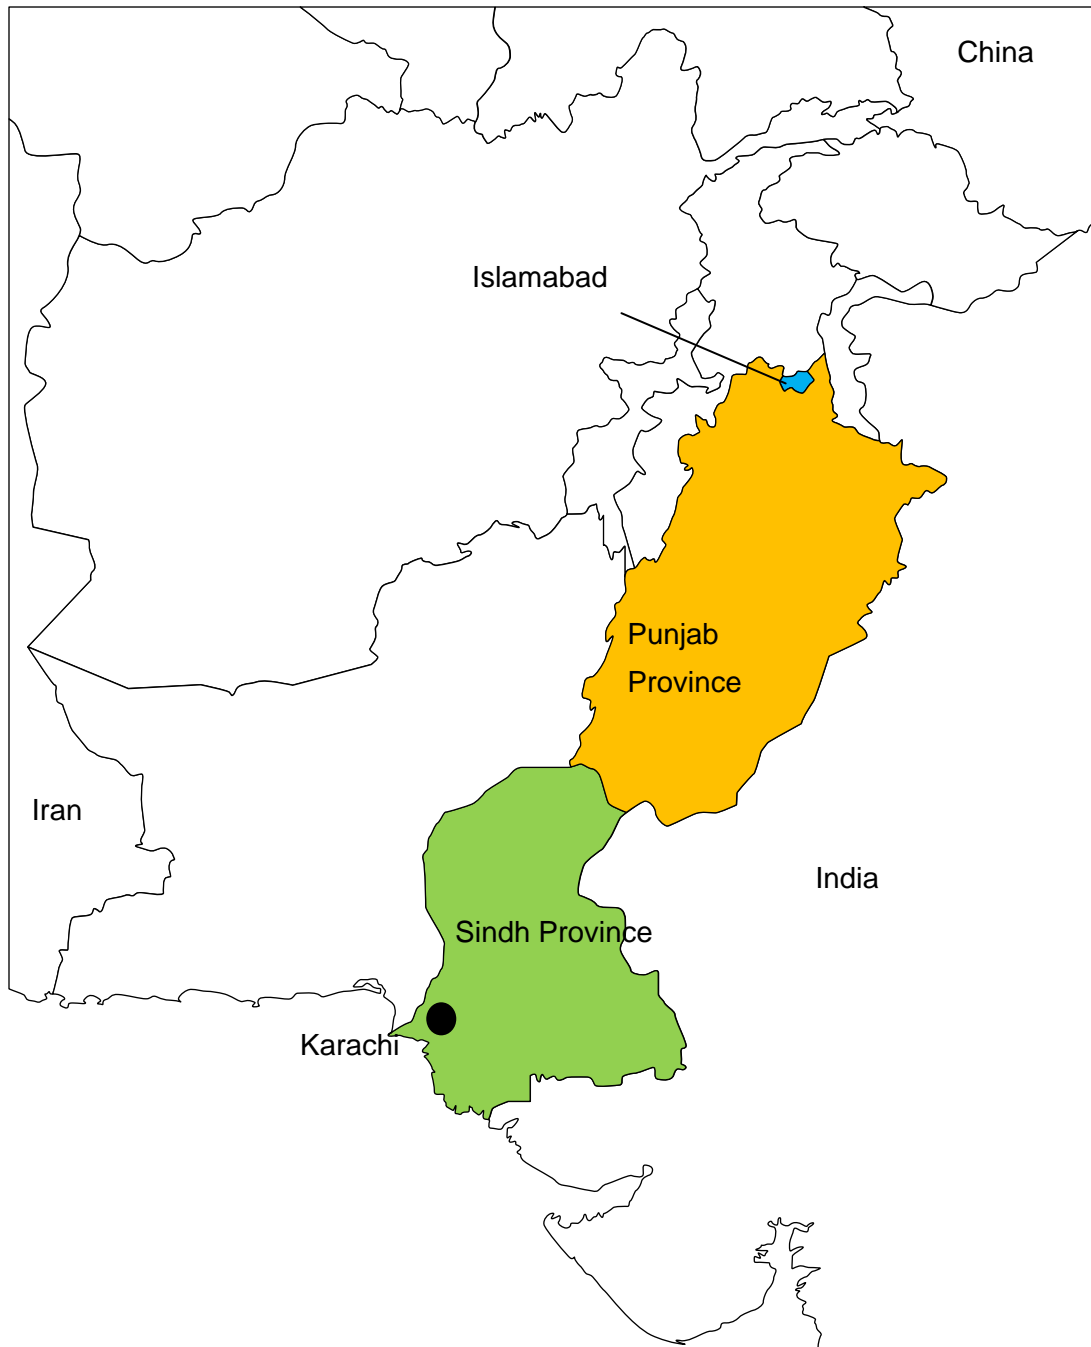 China
Islamabad
Punjab
Province
Iran
India
Sindh Province
Karachi